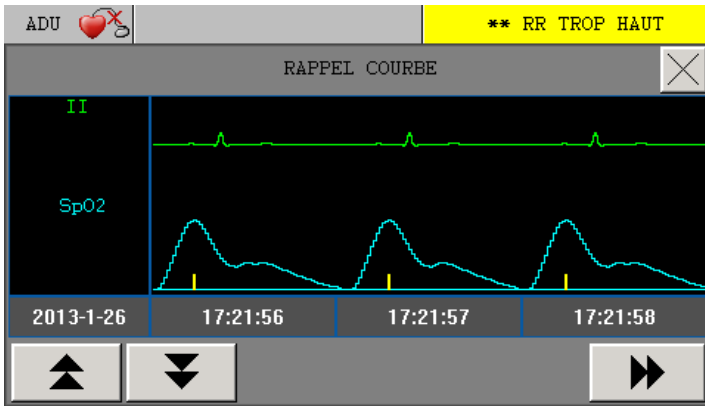 ADU
** RR TROP HAUT
RAPPEL COURBE
II
SpO2
2013-1-26 17:21:56 17:21:57 17:21:58